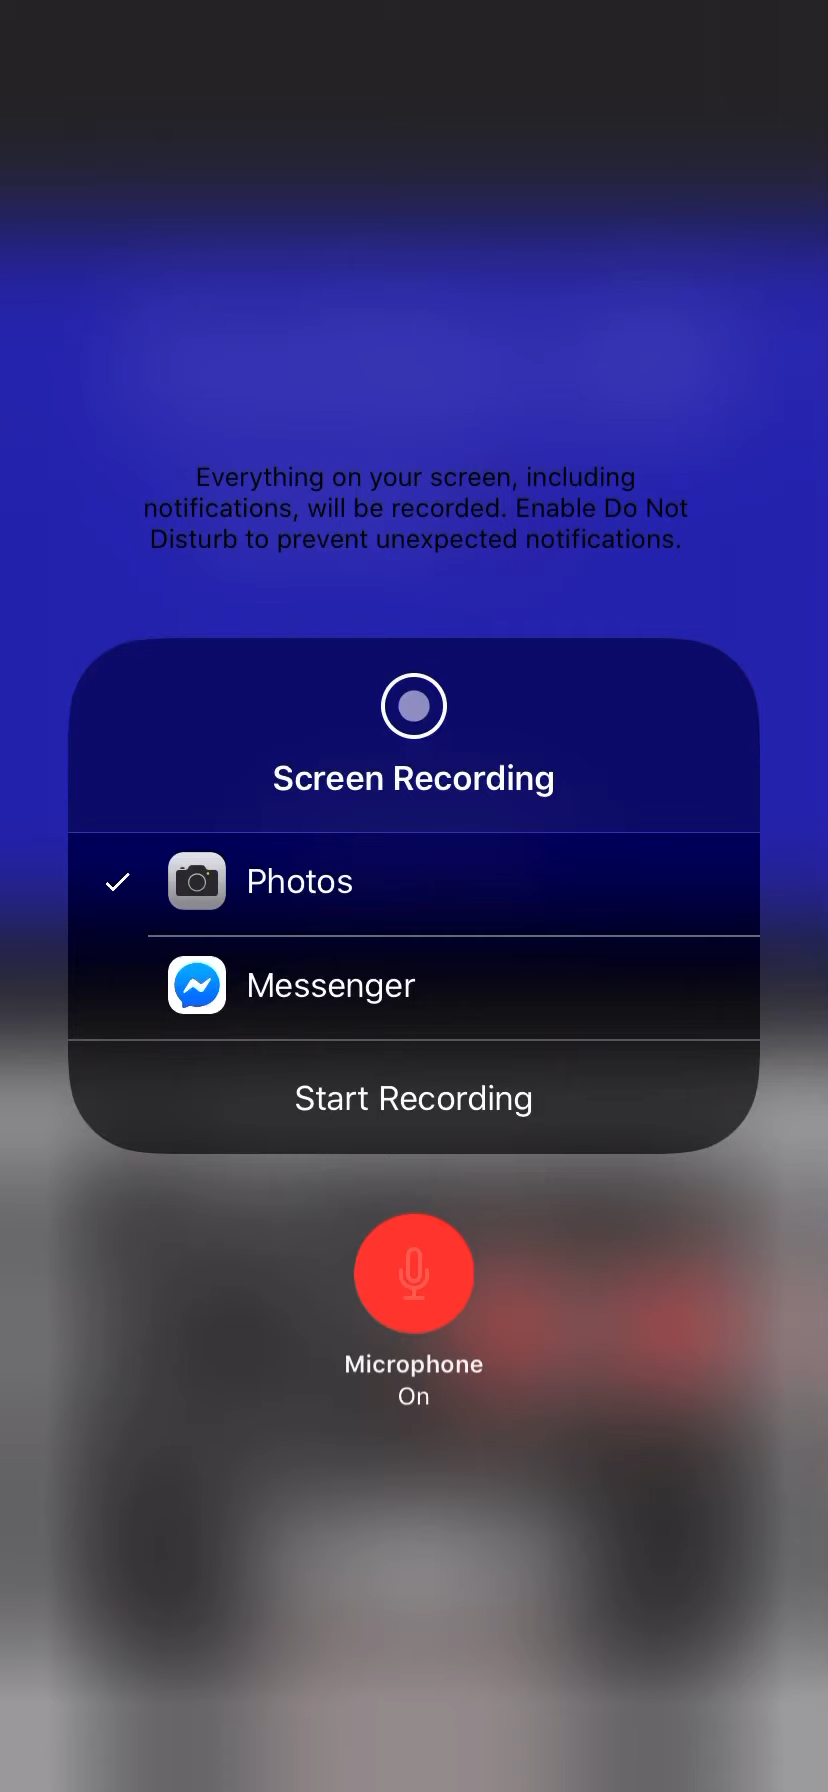 Everything on your screen, including
notifications, will be recorded. Enable Do Not
Disturb to prevent unexpected notifications.
Screen Recording
Photos
Messenger
Start Recording
Microphone
On